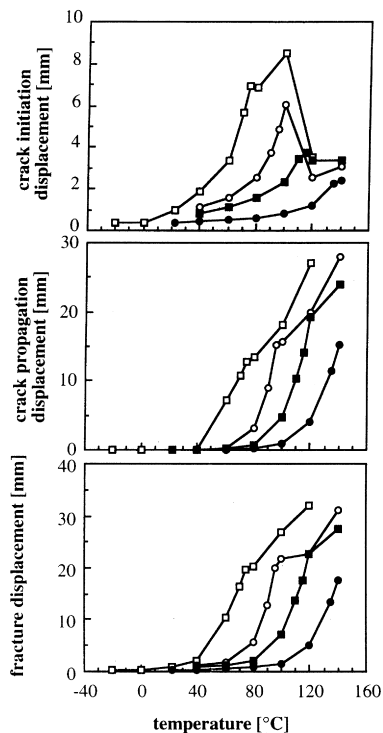 crack initiation
displacement [mm]
10
8
6
4
2
0
crack propagation
displacement [mm]
30
20
10
0
fracture displacement [mm]
40
30
20
10
0
-40 0 40 80 120 160
temperature [°C]